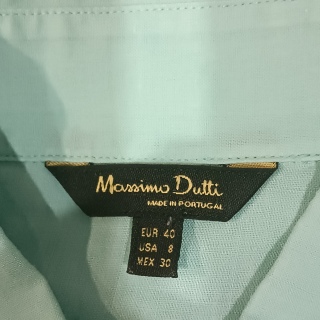 Massimo Dutti
MADE IN PORTUGAL
EUR 40
USA 8
MEX 30